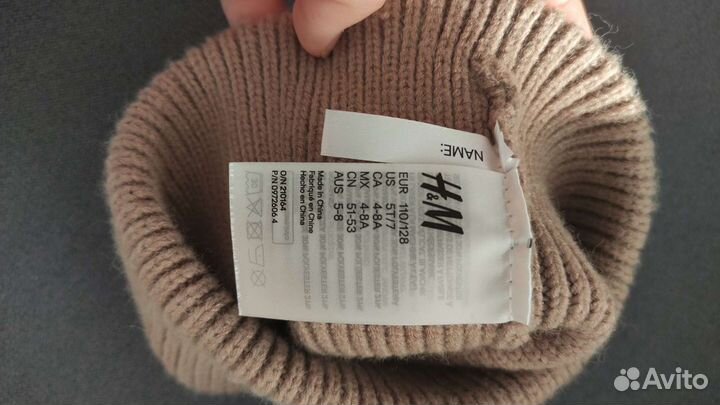 NAME:
H&M
EUR 110/128
US 5T/7
CA 4-8A
MX 4-8A
CN 51-53
AUS 5-8
Made in China
Fabriqué en Chine
Hecho en China
O/N 210164
P/N 0972606 4
Avito